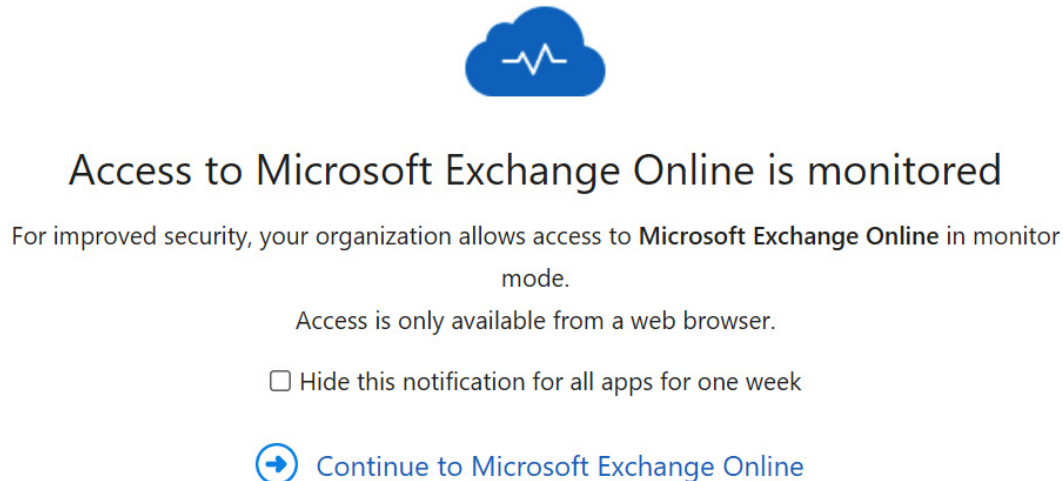 Access to Microsoft Exchange Online is monitored
For improved security, your organization allows access to Microsoft Exchange Online in monitor
mode.
Access is only available from a web browser.
Hide this notification for all apps for one week
Continue to Microsoft Exchange Online